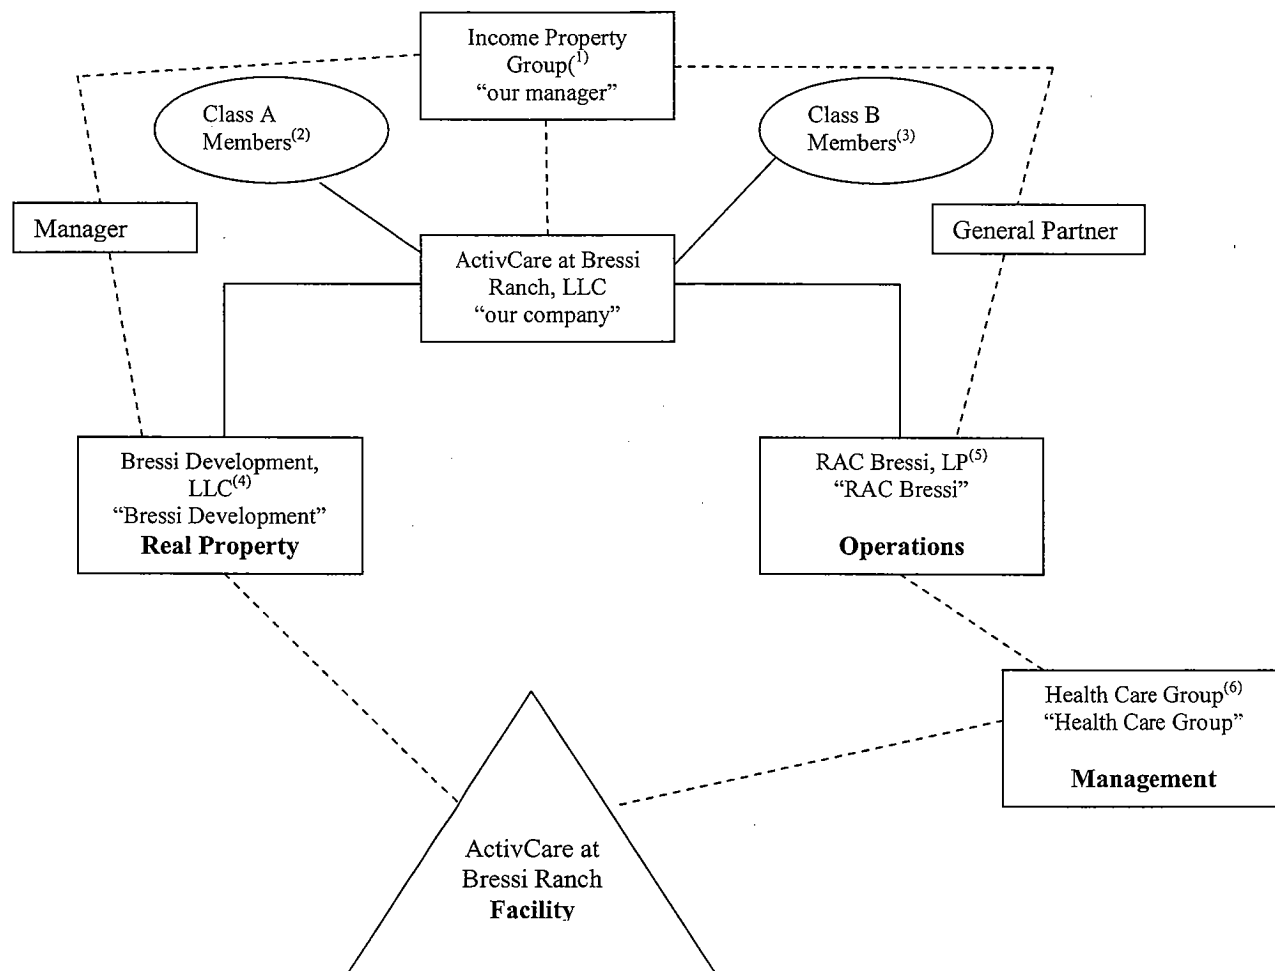 Income Property
Group(¹)
“our manager”
Class A
Members⁽²⁾
Class B
Members⁽³⁾
Manager
General Partner
ActivCare at Bressi
Ranch, LLC
“our company”
Bressi Development,
LLC⁽⁴⁾
“Bressi Development”
Real Property
RAC Bressi, LP⁽⁵⁾
“RAC Bressi”
Operations
Health Care Group⁽⁶⁾
“Health Care Group”
Management
ActivCare at
Bressi Ranch
Facility